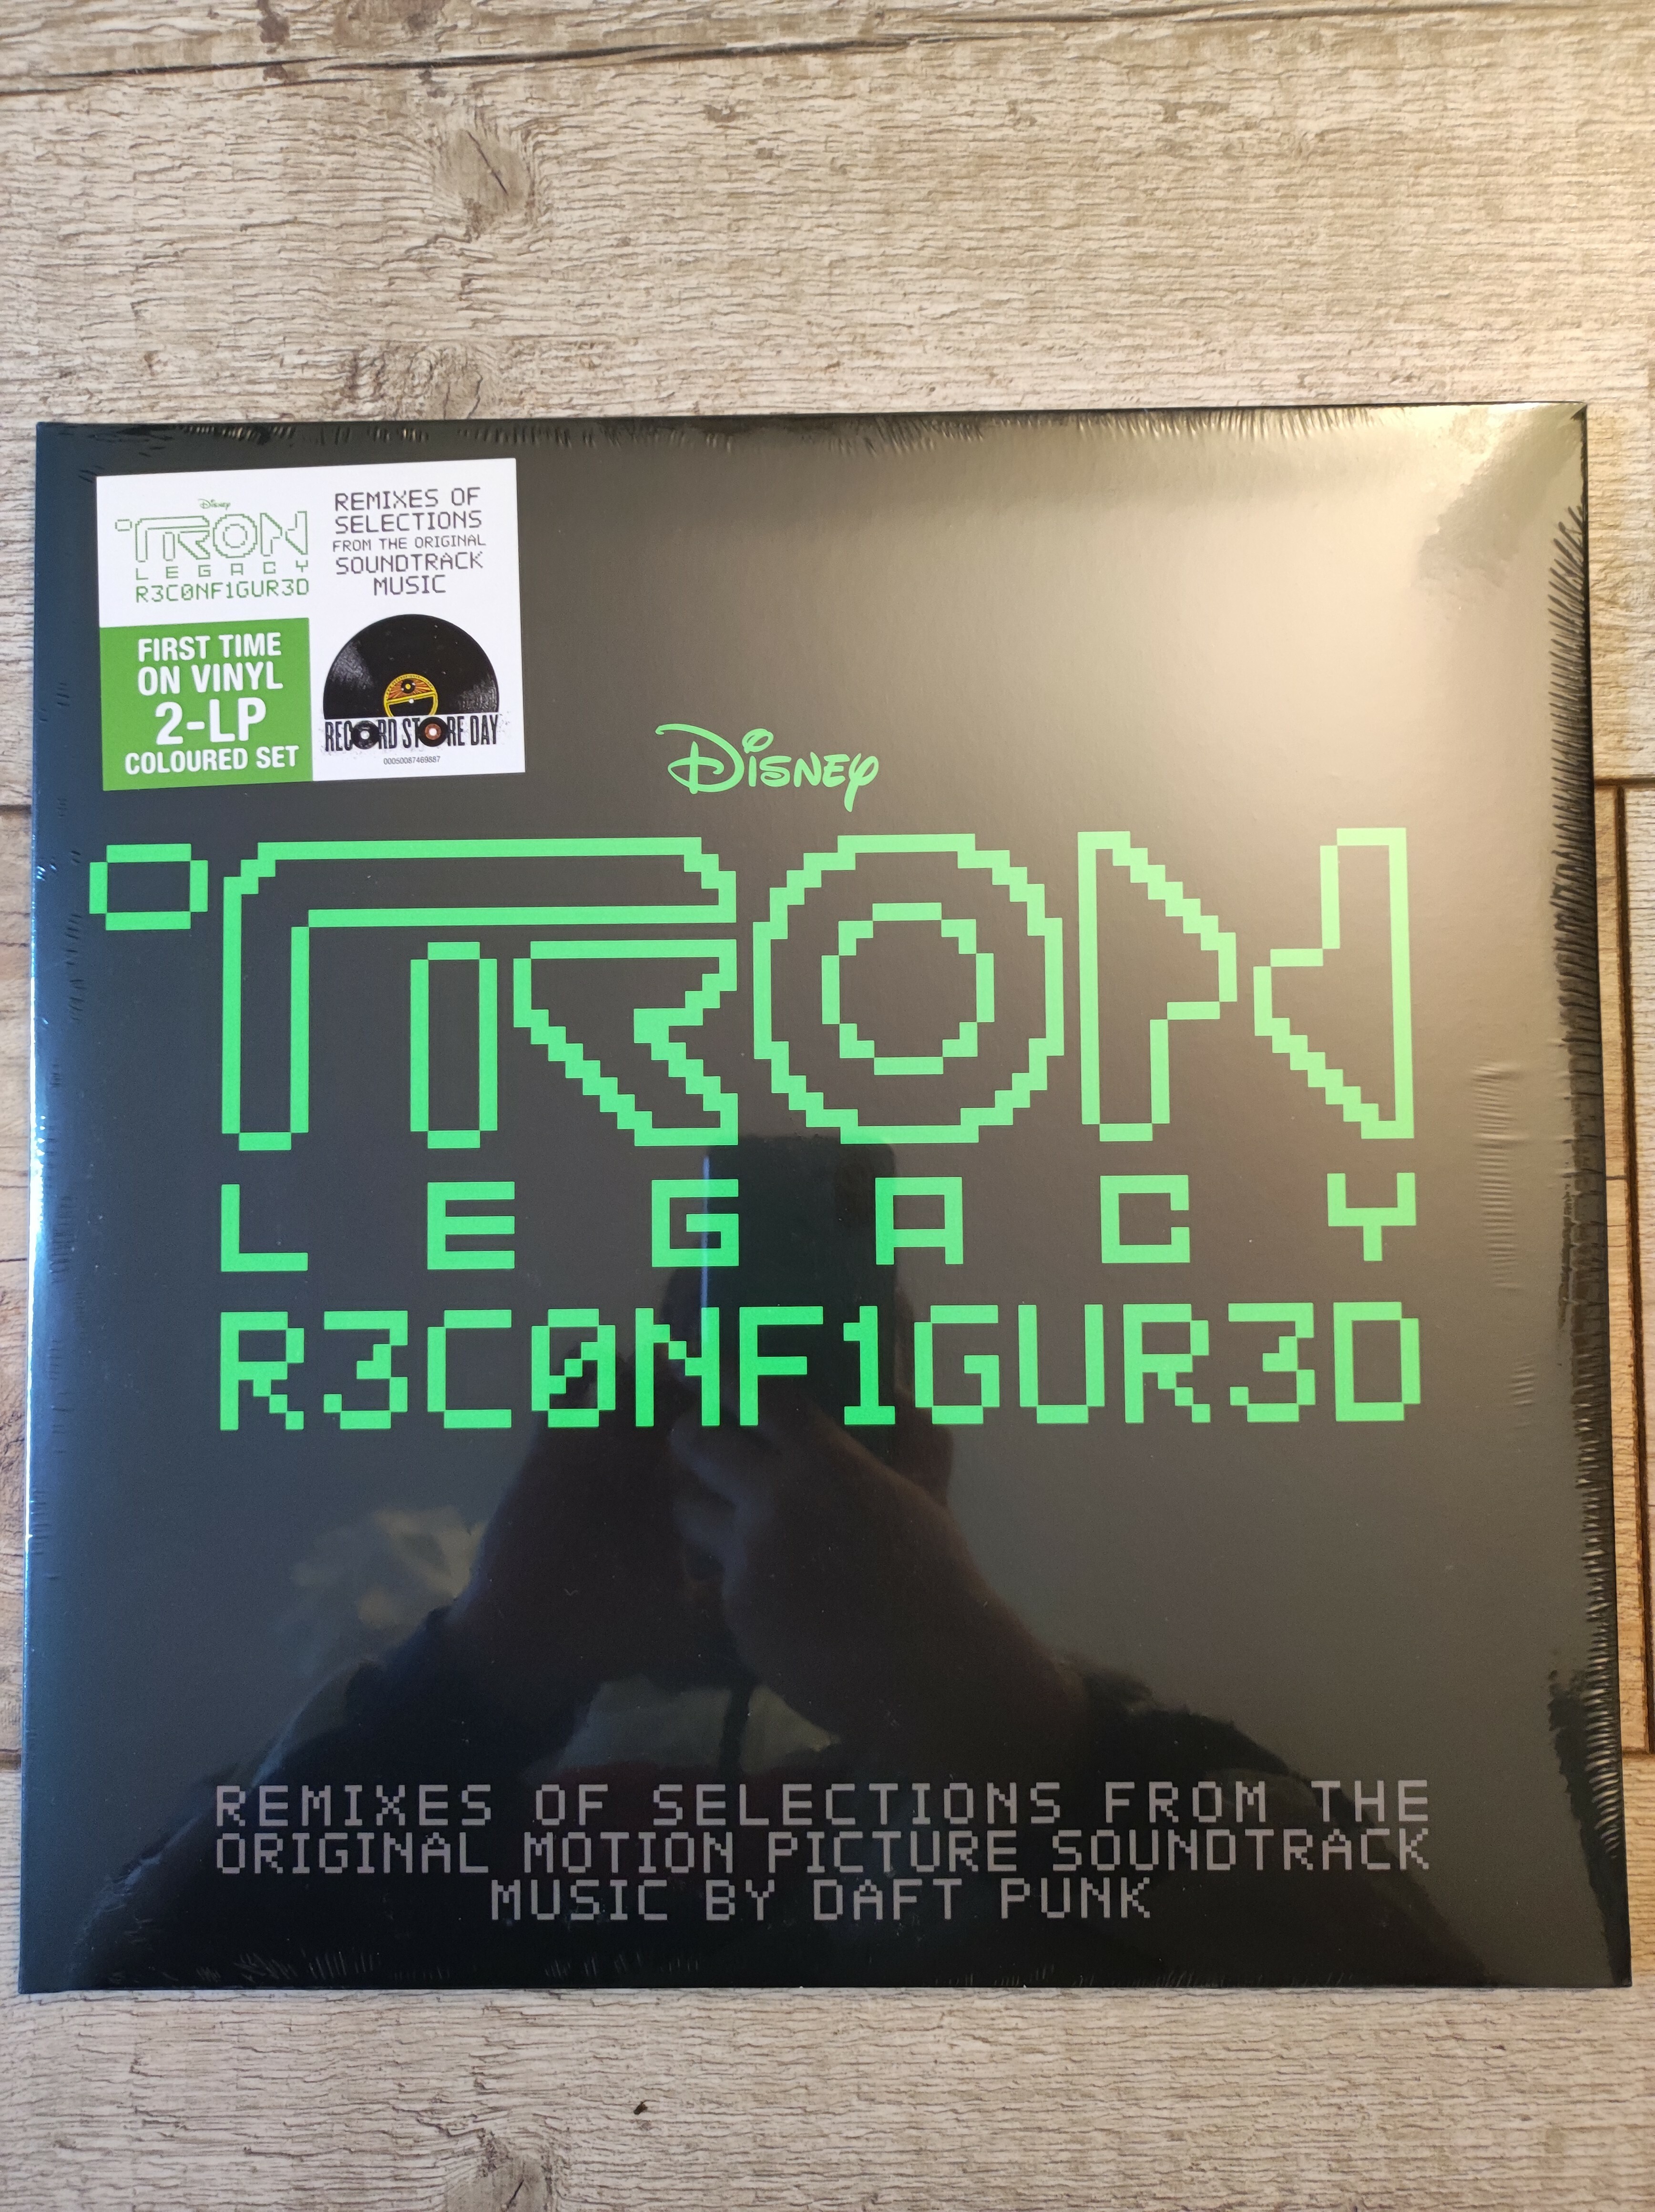 Disney
TRON
LEGACY
R3C0NF1GUR3D
REMIXES OF
SELECTIONS
FROM THE ORIGINAL
SOUNDTRACK
MUSIC
FIRST TIME
ON VINYL
2-LP
COLOURED SET
RECORD STORE DAY
00050087469887
DISNEY
TRON
LEGACY
R3C0NF1GUR3D
REMIXES OF SELECTIONS FROM THE
ORIGINAL MOTION PICTURE SOUNDTRACK
MUSIC BY DAFT PUNK